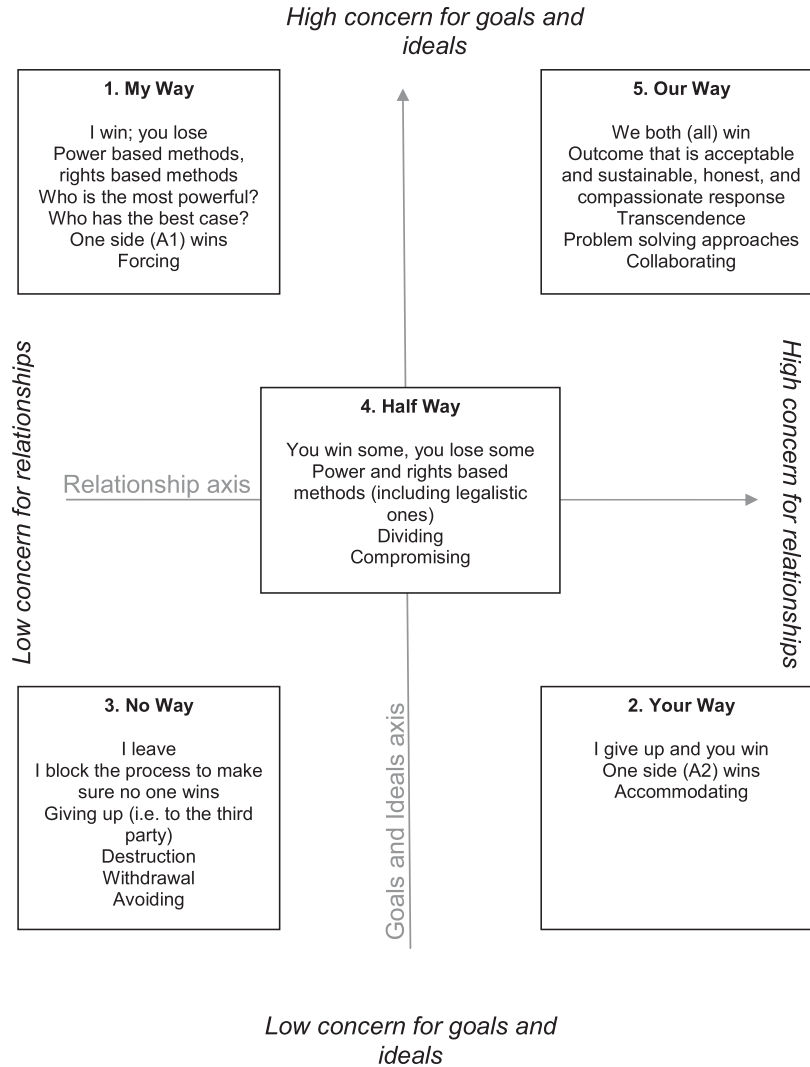 High concern for goals and
ideals
1. My Way
I win; you lose
Power based methods,
rights based methods
Who is the most powerful?
Who has the best case?
One side (A1) wins
Forcing
5. Our Way
We both (all) win
Outcome that is acceptable
and sustainable, honest, and
compassionate response
Transcendence
Problem solving approaches
Collaborating
Low concern for relationships
Relationship axis
4. Half Way
You win some, you lose some
Power and rights based
methods (including legalistic
ones)
Dividing
Compromising
High concern for relationships
3. No Way
I leave
I block the process to make
sure no one wins
Giving up (i.e. to the third
party)
Destruction
Withdrawal
Avoiding
Goals and Ideals axis
2. Your Way
I give up and you win
One side (A2) wins
Accommodating
Low concern for goals and
ideals